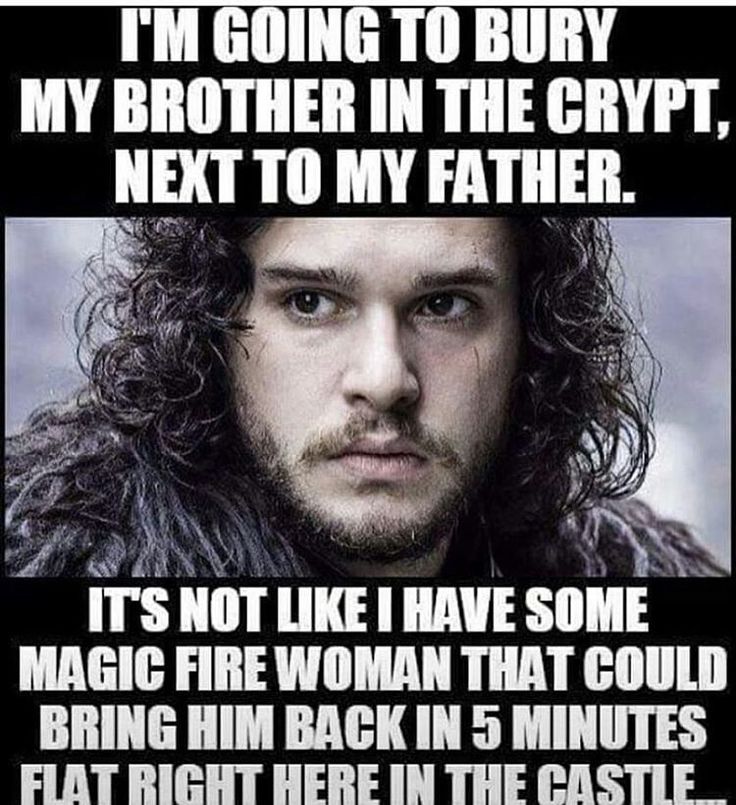 I'M GOING TO BURY
MY BROTHER IN THE CRYPT,
NEXT TO MY FATHER.
IT'S NOT LIKE I HAVE SOME
MAGIC FIRE WOMAN THAT COULD
BRING HIM BACK IN 5 MINUTES
FLAT RIGHT HERE IN THE CASTLE...